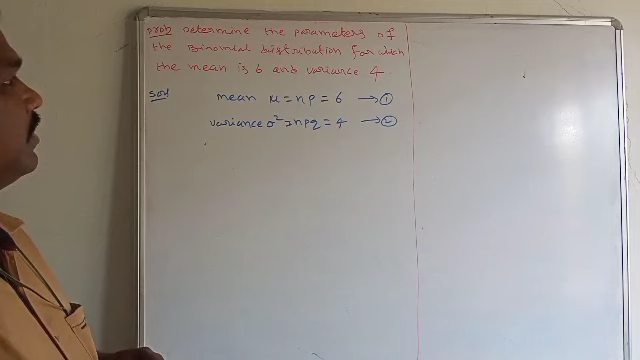 prob Determine the parameters of
the Binomial distribution for which
the mean is 6 and variance 4
Sol
mean μ = np = 6 → ①
variance σ² = npq = 4 → ②